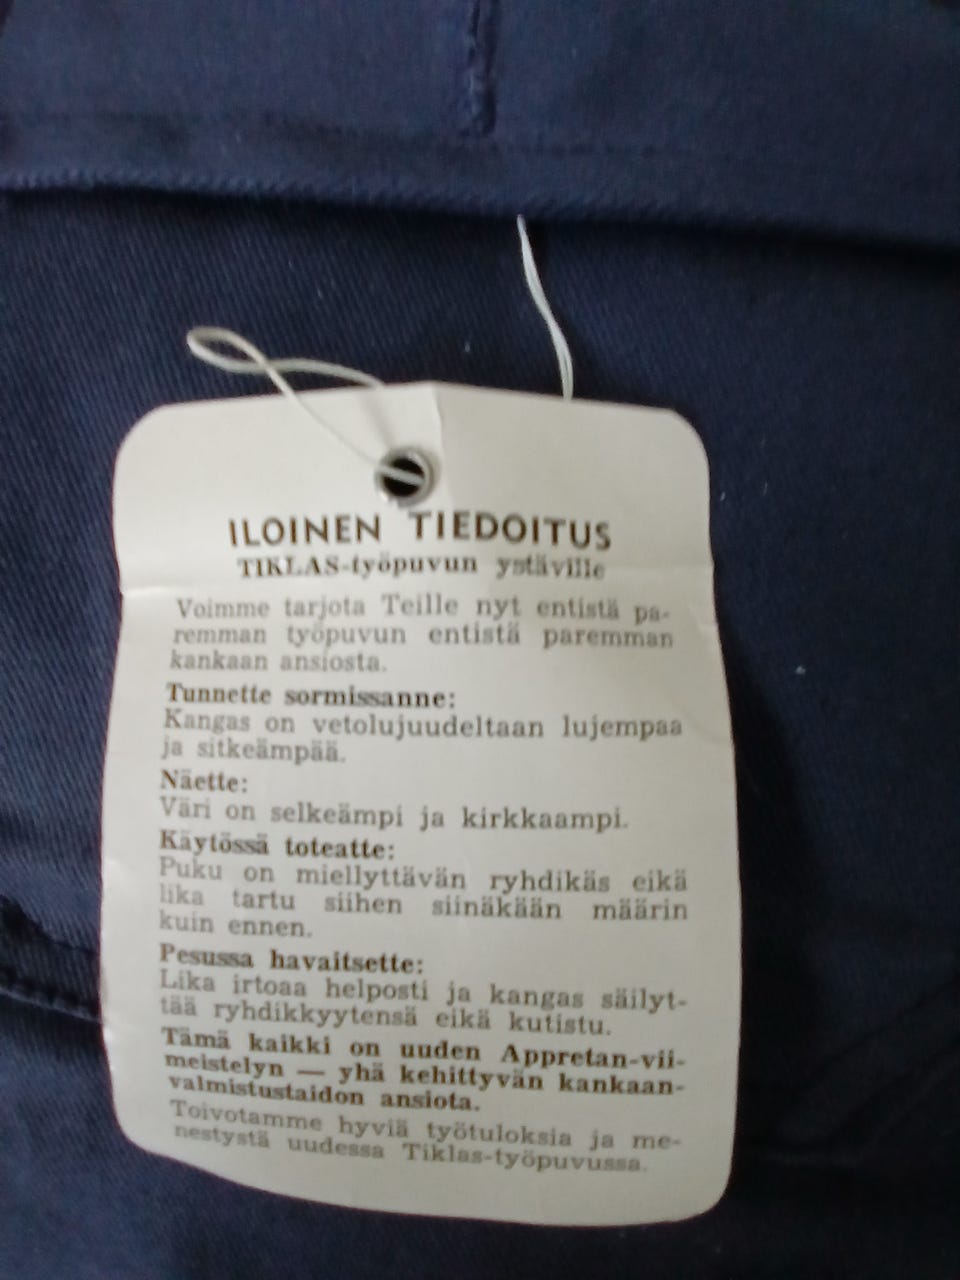 ILOINEN TIEDOITUS
TIKLAS-työpuvun ystäville
Voimme tarjota Teille nyt entistä pa-
remman työpuvun entistä paremman
kankaan ansiosta.
Tunnette sormissanne:
Kangas on vetolujuudeltaan lujempaa
ja sitkeämpää.
Näette:
Väri on selkeämpi ja kirkkaampi.
Käytössä toteatte:
Puku on miellyttävän ryhdikäs eikä
lika tartu siihen siinäkään määrin
kuin ennen.
Pesussa havaitsette:
Lika irtoaa helposti ja kangas säilyt-
tää ryhdikkyytensä eikä kutistu.
Tämä kaikki on uuden Appretan-vii-
meistelyn — yhä kehittyvän kankaan-
valmistustaidon ansiota.
Toivotamme hyviä työtuloksia ja me-
nestystä uudessa Tiklas-työpuvussa.